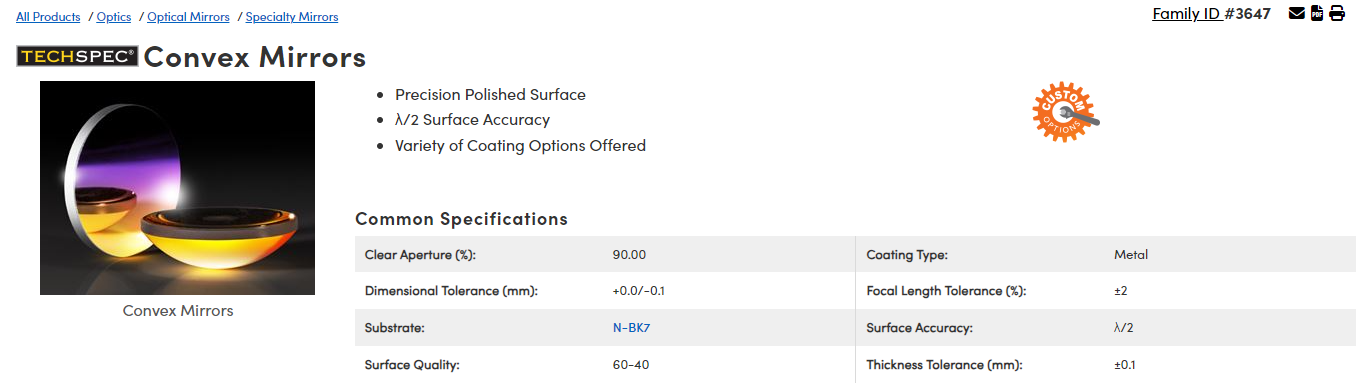 All Products / Optics / Optical Mirrors / Specialty Mirrors
Family ID #3647
PDF
TECHSPEC® Convex Mirrors
Precision Polished Surface
λ/2 Surface Accuracy
Variety of Coating Options Offered
CUSTOM
OPTIONS
Convex Mirrors
Common Specifications
Clear Aperture (%): 90.00 Coating Type: Metal
Dimensional Tolerance (mm): +0.0/-0.1 Focal Length Tolerance (%): ±2
Substrate: N-BK7 Surface Accuracy: λ/2
Surface Quality: 60-40 Thickness Tolerance (mm): ±0.1